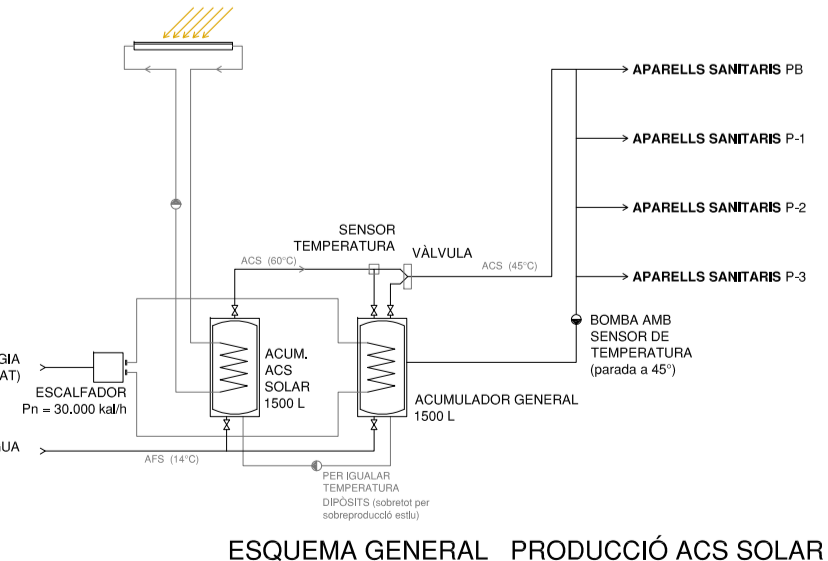 APARELLS SANITARIS PB
APARELLS SANITARIS P-1
APARELLS SANITARIS P-2
APARELLS SANITARIS P-3
SENSOR
TEMPERATURA
VÀLVULA
ACS (60°C)
ACS (45°C)
BOMBA AMB
SENSOR DE
TEMPERATURA
(parada a 45°)
GIA
AT)
ESCALFADOR
Pn = 30.000 kal/h
ACUM.
ACS
SOLAR
1500 L
ACUMULADOR GENERAL
1500 L
GUA
AFS (14°C)
PER IGUALAR
TEMPERATURA
DIPÒSITS (sobretot per
sobreproducció estlu)
ESQUEMA GENERAL PRODUCCIÓ ACS SOLAR